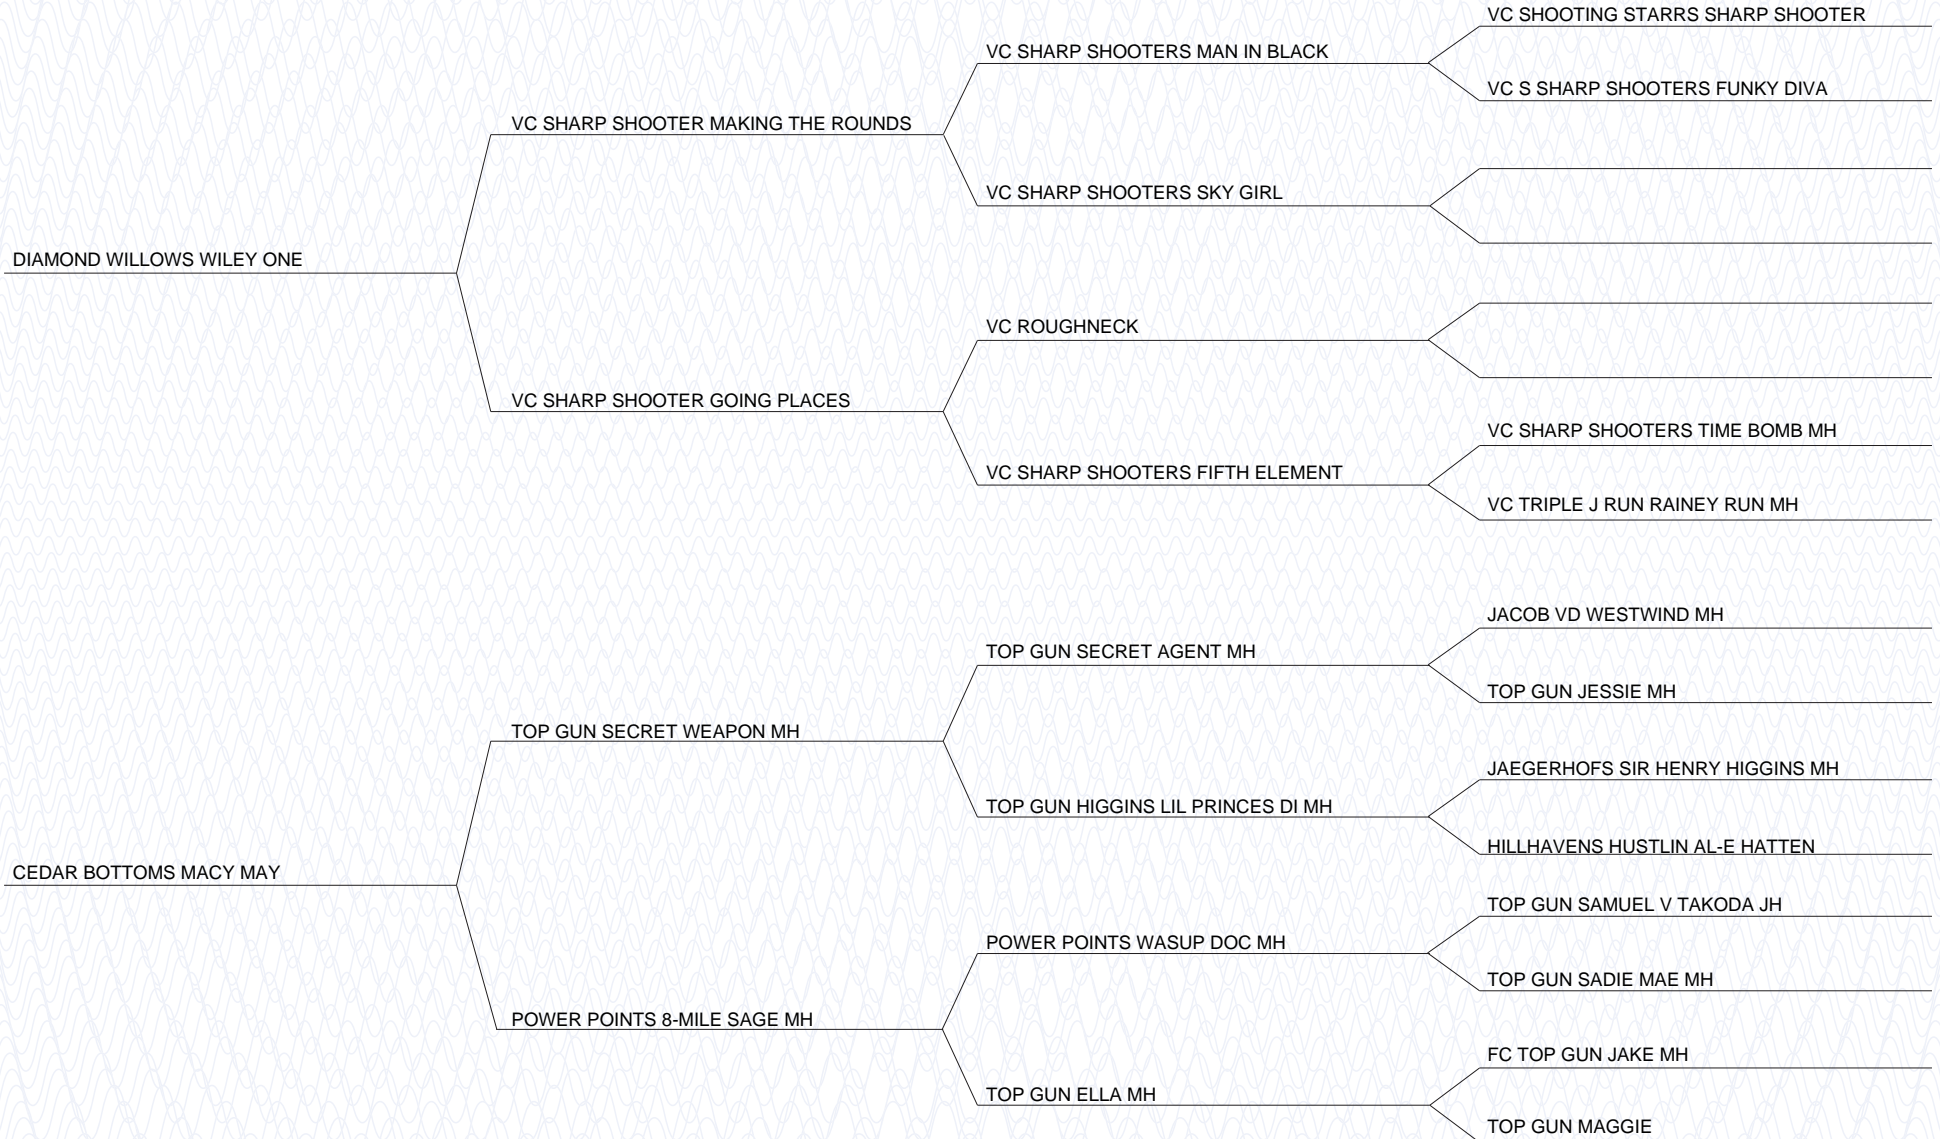 VC SHOOTING STARRS SHARP SHOOTER
VC SHARP SHOOTERS MAN IN BLACK
VC S SHARP SHOOTERS FUNKY DIVA
VC SHARP SHOOTER MAKING THE ROUNDS
VC SHARP SHOOTERS SKY GIRL
DIAMOND WILLOWS WILEY ONE
VC ROUGHNECK
VC SHARP SHOOTER GOING PLACES
VC SHARP SHOOTERS TIME BOMB MH
VC SHARP SHOOTERS FIFTH ELEMENT
VC TRIPLE J RUN RAINEY RUN MH
JACOB VD WESTWIND MH
TOP GUN SECRET AGENT MH
TOP GUN JESSIE MH
TOP GUN SECRET WEAPON MH
JAEGERHOFS SIR HENRY HIGGINS MH
TOP GUN HIGGINS LIL PRINCES DI MH
HILLHAVENS HUSTLIN AL-E HATTEN
CEDAR BOTTOMS MACY MAY
TOP GUN SAMUEL V TAKODA JH
POWER POINTS WASUP DOC MH
TOP GUN SADIE MAE MH
POWER POINTS 8-MILE SAGE MH
FC TOP GUN JAKE MH
TOP GUN ELLA MH
TOP GUN MAGGIE